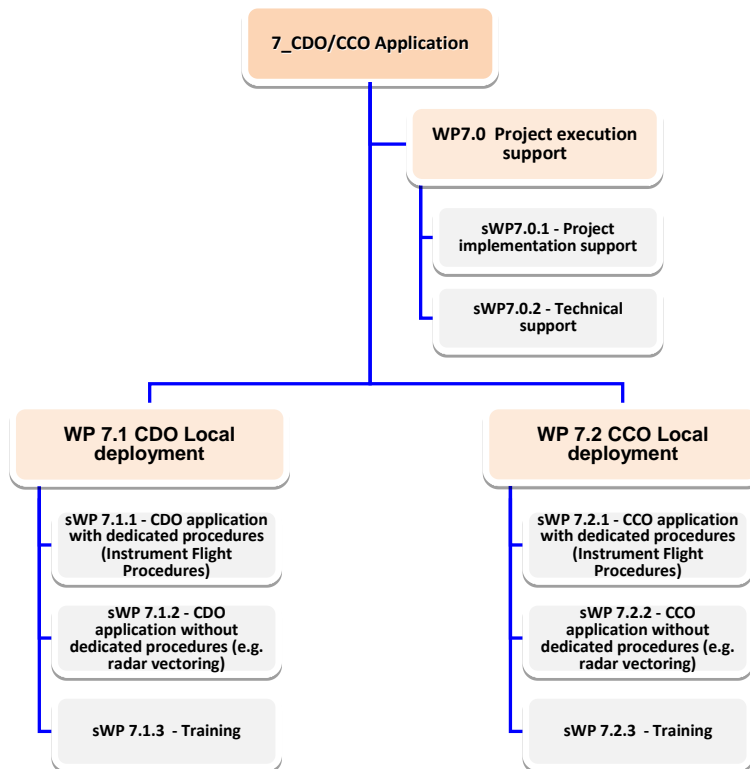 7_CDO/CCO Application
WP7.0 Project execution
support
sWP7.0.1 - Project
implementation support
sWP7.0.2 - Technical
support
WP 7.1 CDO Local
deployment
sWP 7.1.1 - CDO application
with dedicated procedures
(Instrument Flight
Procedures)
sWP 7.1.2 - CDO
application without
dedicated procedures (e.g.
radar vectoring)
sWP 7.1.3 - Training
WP 7.2 CCO Local
deployment
sWP 7.2.1 - CCO application
with dedicated procedures
(Instrument Flight
Procedures)
sWP 7.2.2 - CCO
application without
dedicated procedures (e.g.
radar vectoring)
sWP 7.2.3 - Training